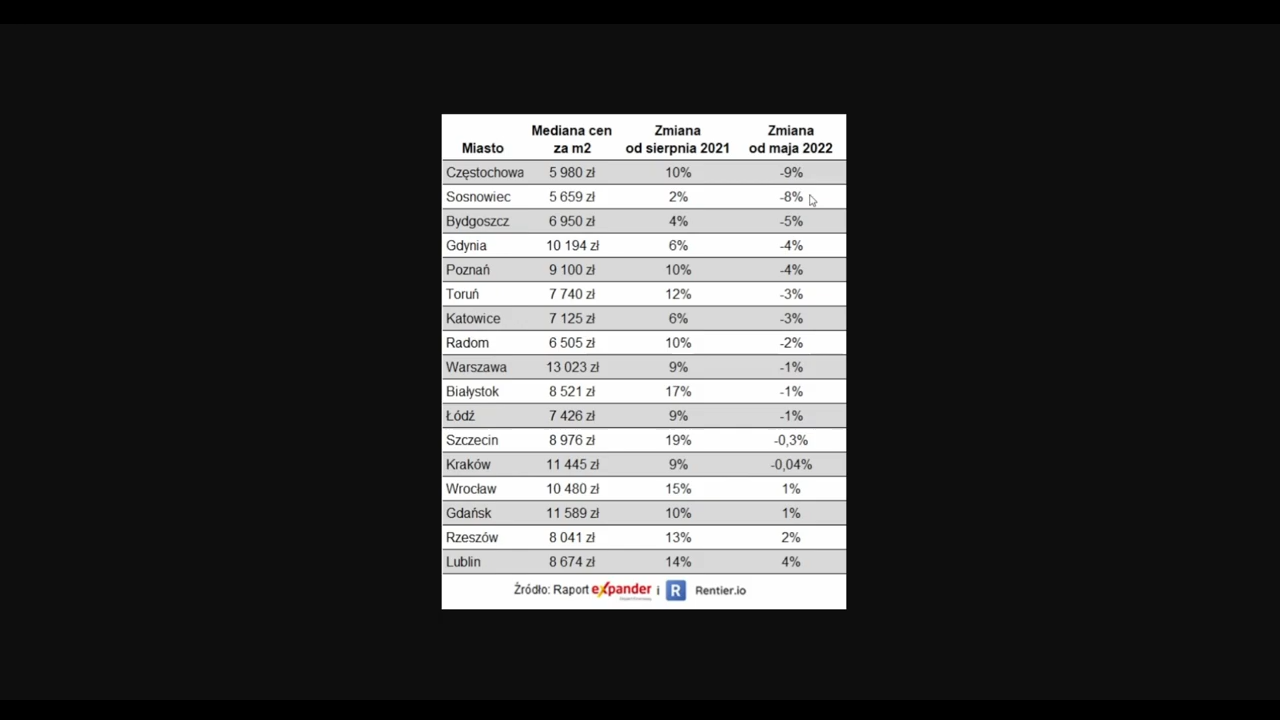 Miasto Mediana cen za m2 Zmiana od sierpnia 2021 Zmiana od maja 2022
Częstochowa 5 980 zł 10% -9%
Sosnowiec 5 659 zł 2% -8%
Bydgoszcz 6 950 zł 4% -5%
Gdynia 10 194 zł 6% -4%
Poznań 9 100 zł 10% -4%
Toruń 7 740 zł 12% -3%
Katowice 7 125 zł 6% -3%
Radom 6 505 zł 10% -2%
Warszawa 13 023 zł 9% -1%
Białystok 8 521 zł 17% -1%
Łódź 7 426 zł 9% -1%
Szczecin 8 976 zł 19% -0,3%
Kraków 11 445 zł 9% -0,04%
Wrocław 10 480 zł 15% 1%
Gdańsk 11 589 zł 10% 1%
Rzeszów 8 041 zł 13% 2%
Lublin 8 674 zł 14% 4%
Źródło: Raport expander i R Rentier.io